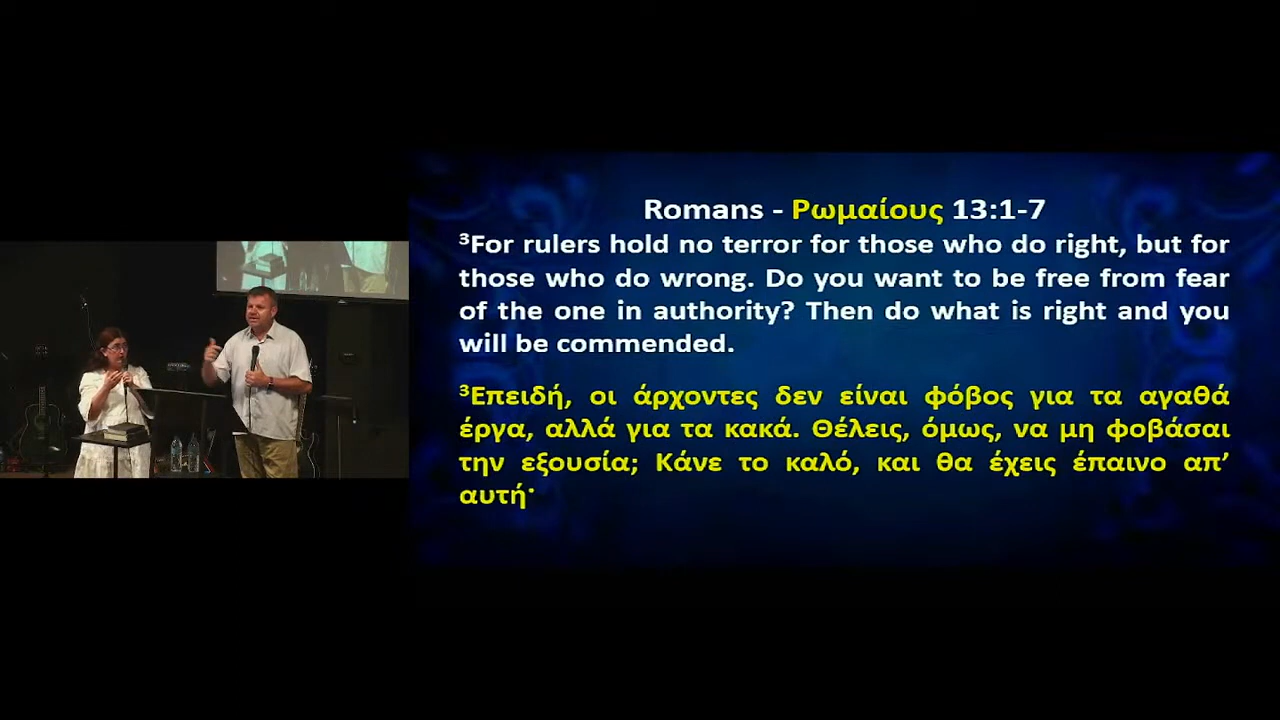 Romans - Ρωμαίους 13:1-7
³For rulers hold no terror for those who do right, but for
those who do wrong. Do you want to be free from fear
of the one in authority? Then do what is right and you
will be commended.
³Επειδή, οι άρχοντες δεν είναι φόβος για τα αγαθά
έργα, αλλά για τα κακά. Θέλεις, όμως, να μη φοβάσαι
την εξουσία; Κάνε το καλό, και θα έχεις έπαινο απ’
αυτή·